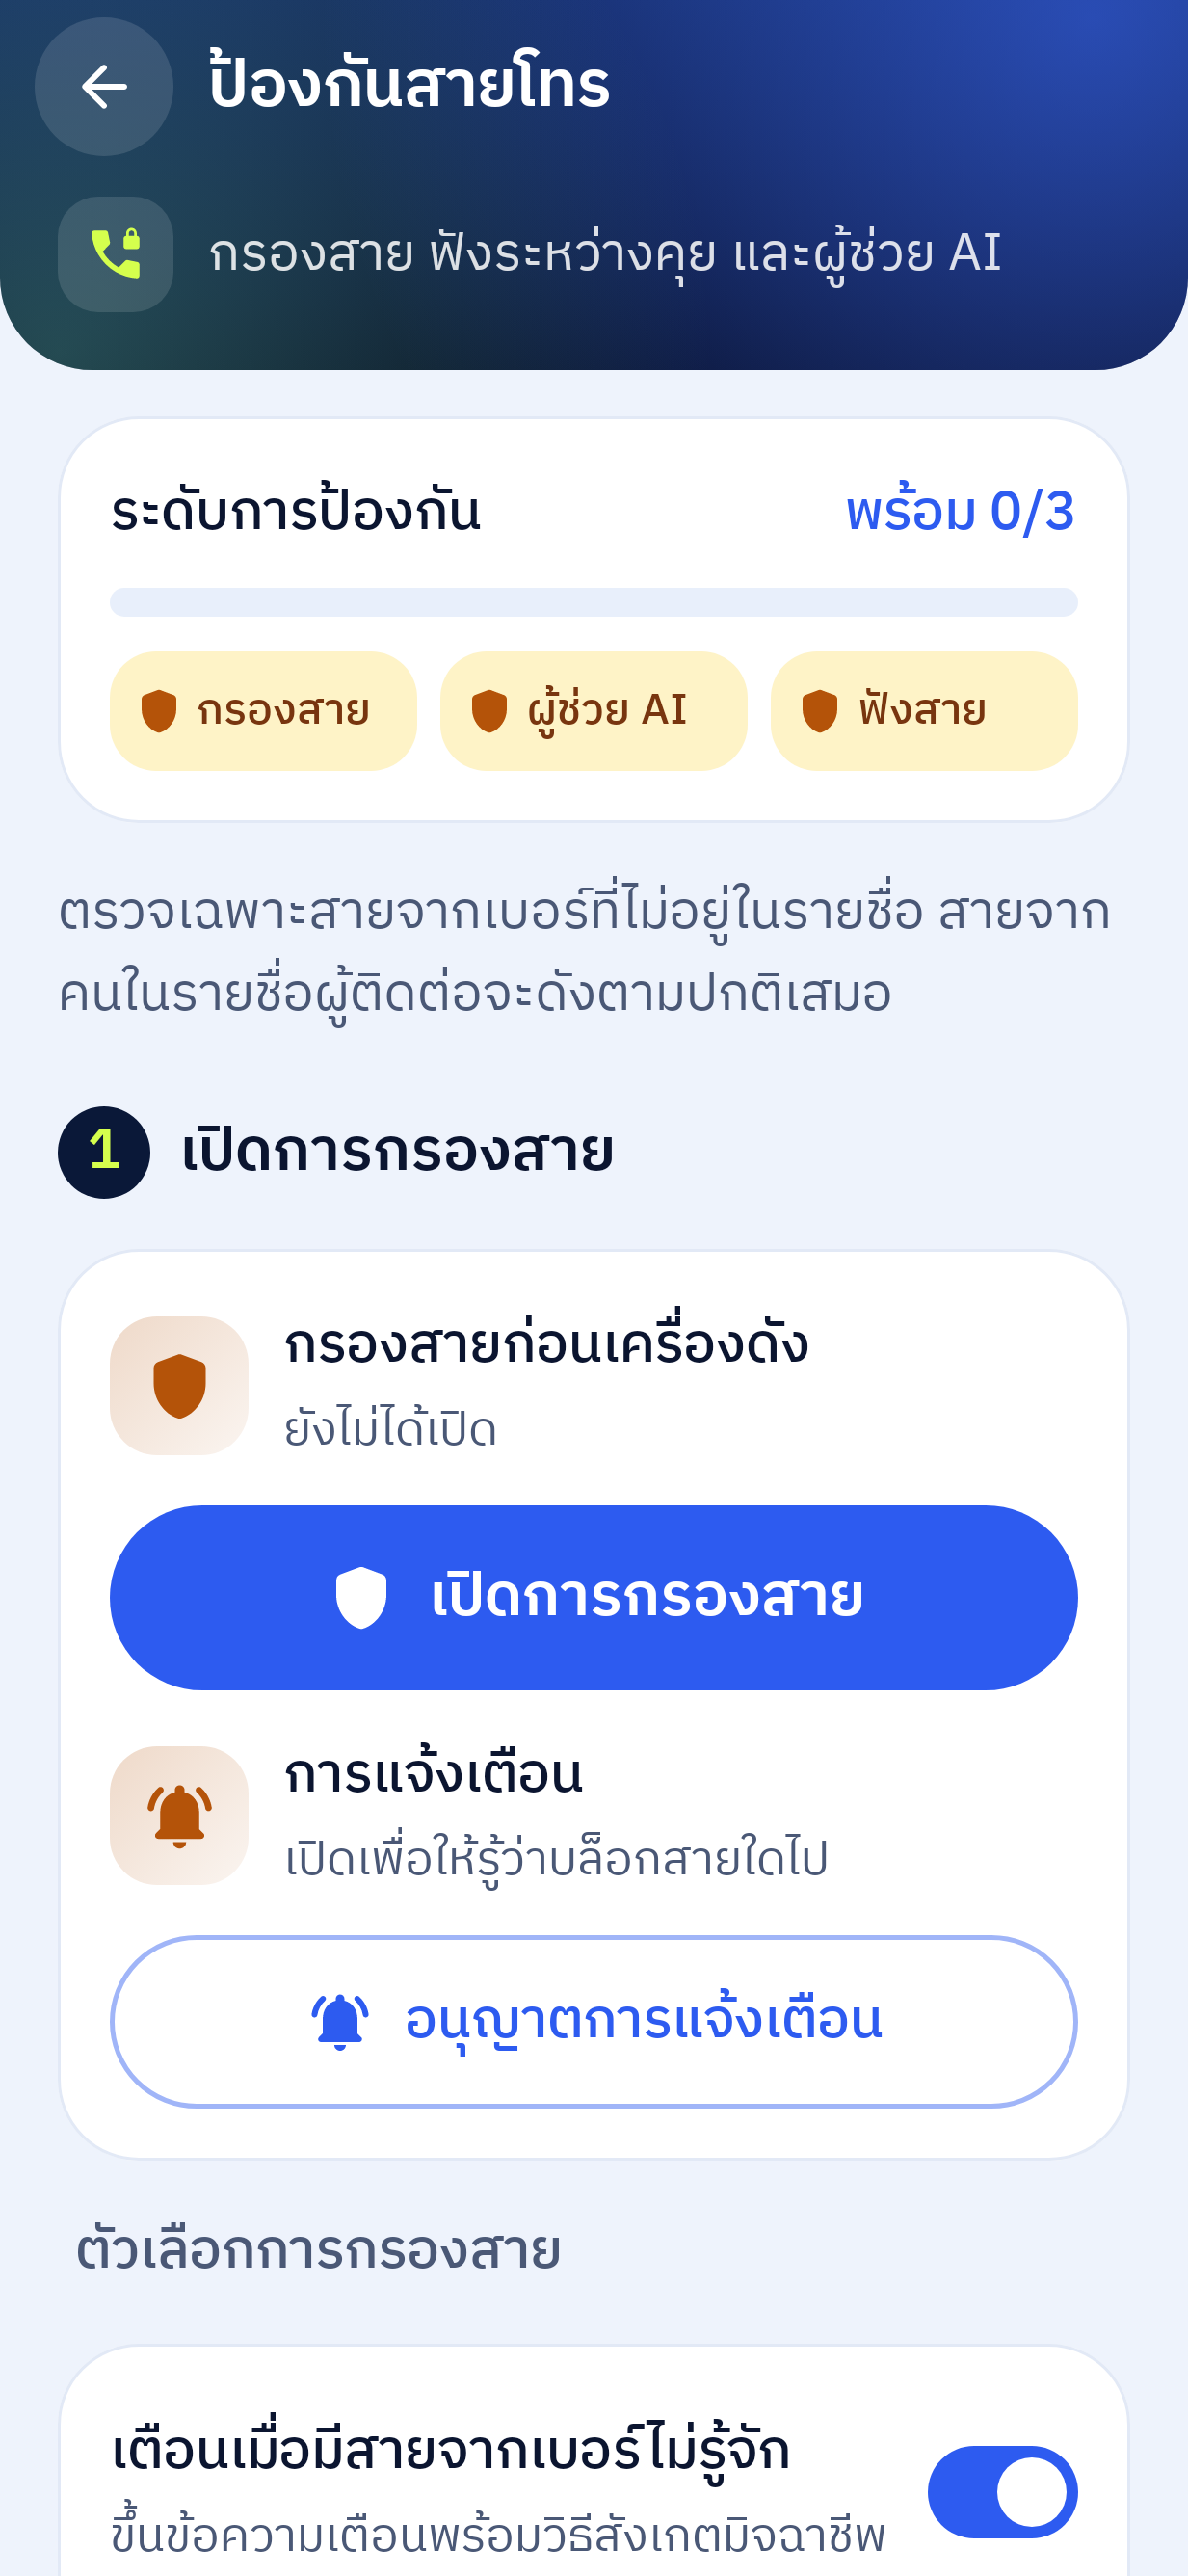 ป้องกันสายโทร
กรองสาย ฟังระหว่างคุย และผู้ช่วย AI
ระดับการป้องกัน
พร้อม 0/3
กรองสาย
ผู้ช่วย AI
ฟังสาย
ตรวจเฉพาะสายจากเบอร์ที่ไม่อยู่ในรายชื่อ สายจาก
คนในรายชื่อผู้ติดต่อจะดังตามปกติเสมอ
1
เปิดการกรองสาย
กรองสายก่อนเครื่องดัง
ยังไม่ได้เปิด
เปิดการกรองสาย
การแจ้งเตือน
เปิดเพื่อให้รู้ว่าบล็อกสายใดไป
อนุญาตการแจ้งเตือน
ตัวเลือกการกรองสาย
เตือนเมื่อมีสายจากเบอร์ไม่รู้จัก
ขึ้นข้อความเตือนพร้อมวิธีสังเกตมิจฉาชีพ